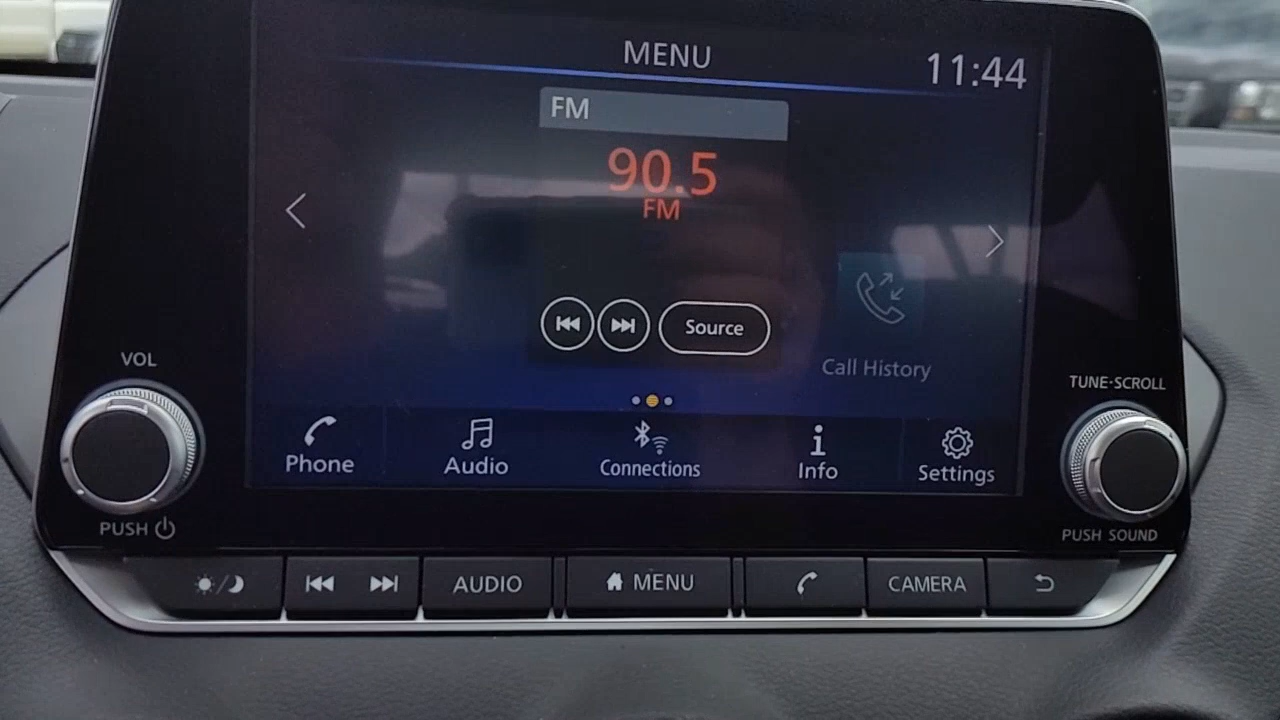 MENU
11:44
FM
90.5
FM
Source
Call History
VOL
TUNE·SCROLL
Phone
Audio
Connections
Info
Settings
PUSH
PUSH SOUND
AUDIO
MENU
CAMERA